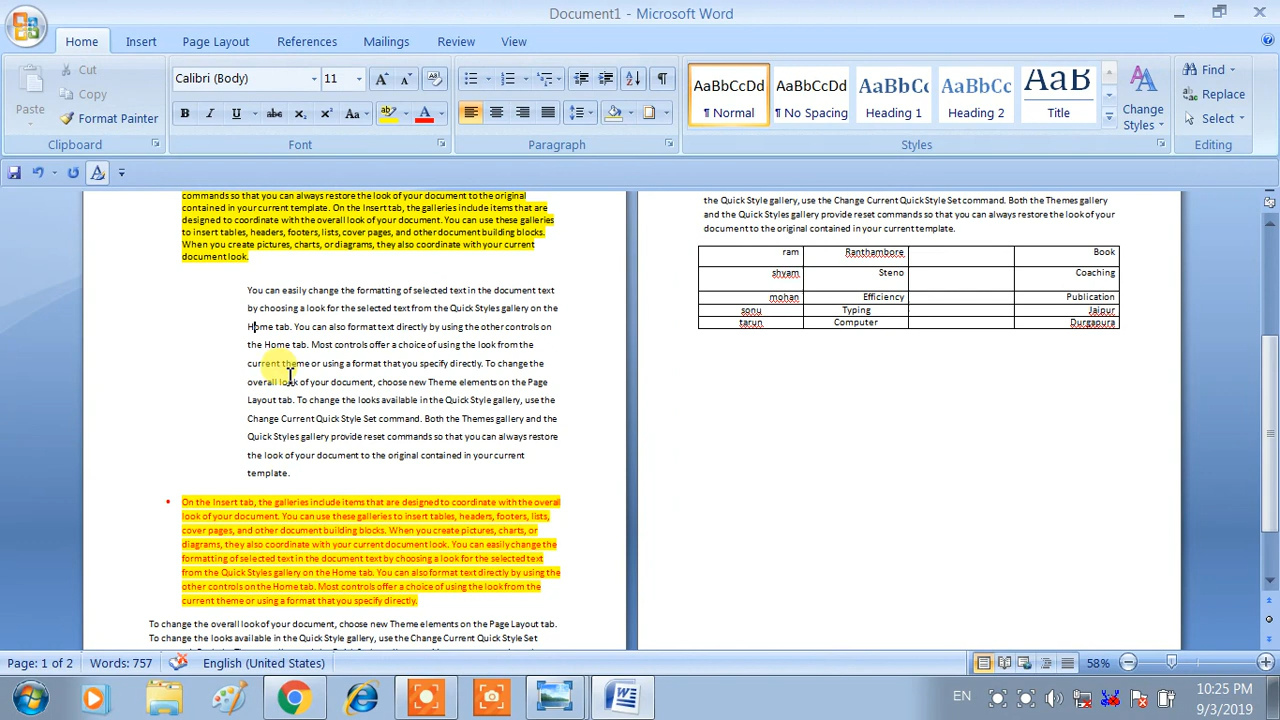 Document1 - Microsoft Word
Home
Insert
Page Layout
References
Mailings
Review
View
Paste
Cut
Copy
Format Painter
Clipboard
Calibri (Body)
11
B I U abc x₂ x² Aa
Font
Paragraph
AaBbCcDd
¶ Normal
AaBbCcDd
¶ No Spacing
AaBbCc
Heading 1
AaBbCc
Heading 2
AaB
Title
Change
Styles
Styles
Find
Replace
Select
Editing
commands so that you can always restore the look of your document to the original
contained in your current template. On the Insert tab, the galleries include items that are
designed to coordinate with the overall look of your document. You can use these galleries
to insert tables, headers, footers, lists, cover pages, and other document building blocks.
When you create pictures, charts, or diagrams, they also coordinate with your current
document look.
You can easily change the formatting of selected text in the document text
by choosing a look for the selected text from the Quick Styles gallery on the
Home tab. You can also format text directly by using the other controls on
the Home tab. Most controls offer a choice of using the look from the
current theme or using a format that you specify directly. To change the
overall look of your document, choose new Theme elements on the Page
Layout tab. To change the looks available in the Quick Style gallery, use the
Change Current Quick Style Set command. Both the Themes gallery and the
Quick Styles gallery provide reset commands so that you can always restore
the look of your document to the original contained in your current
template.
• On the Insert tab, the galleries include items that are designed to coordinate with the overall
look of your document. You can use these galleries to insert tables, headers, footers, lists,
cover pages, and other document building blocks. When you create pictures, charts, or
diagrams, they also coordinate with your current document look. You can easily change the
formatting of selected text in the document text by choosing a look for the selected text
from the Quick Styles gallery on the Home tab. You can also format text directly by using the
other controls on the Home tab. Most controls offer a choice of using the look from the
current theme or using a format that you specify directly.
To change the overall look of your document, choose new Theme elements on the Page Layout tab.
To change the looks available in the Quick Style gallery, use the Change Current Quick Style Set
the Quick Style gallery, use the Change Current Quick Style Set command. Both the Themes gallery
and the Quick Styles gallery provide reset commands so that you can always restore the look of your
document to the original contained in your current template.
ram Ranthambore Book
shyam Steno Coaching
mohan Efficiency Publication
sonu Typing Jaipur
tarun Computer Durgapura
Page: 1 of 2
Words: 757
English (United States)
58%
EN
10:25 PM
9/3/2019